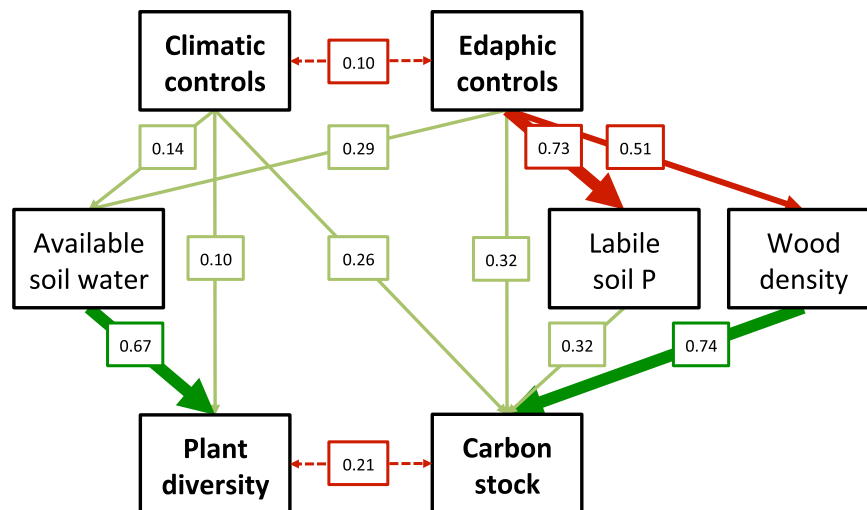 Climatic
controls
0.10
Edaphic
controls
0.14
0.29
0.73
0.51
Available
soil water
0.10
0.26
0.32
Labile
soil P
Wood
density
0.67
0.32
0.74
Plant
diversity
0.21
Carbon
stock